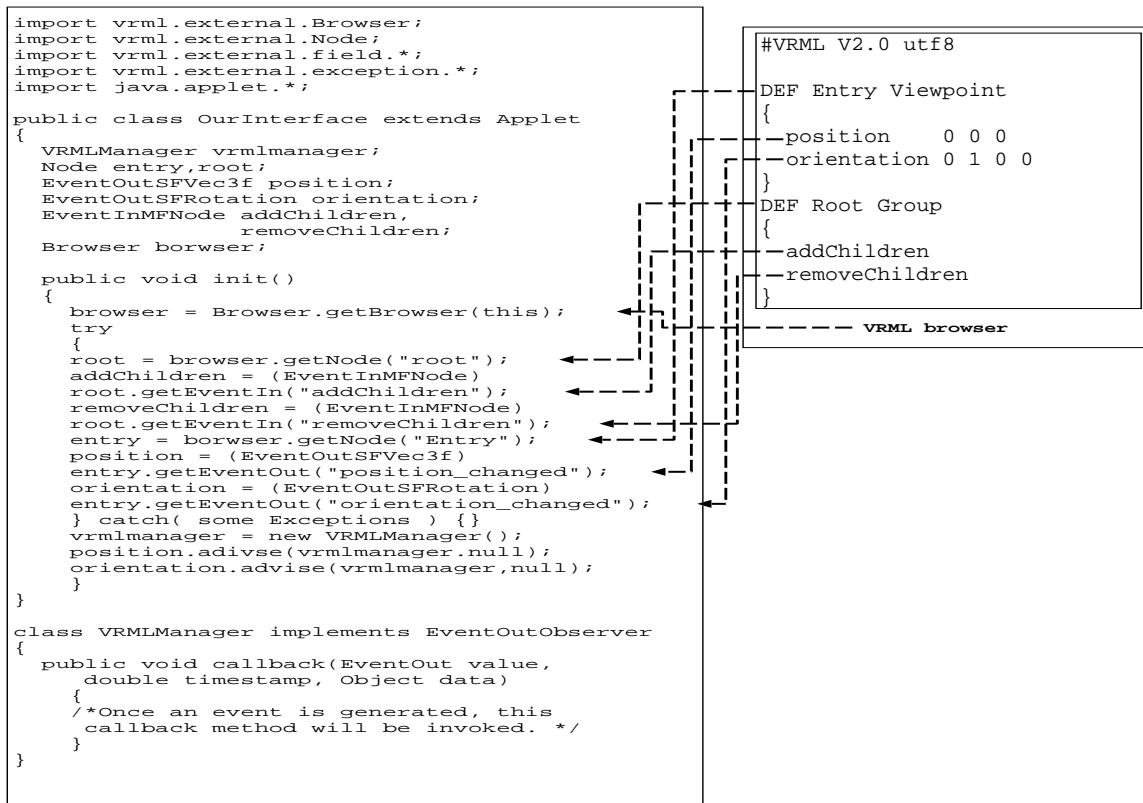 import vrml.external.Browser;
import vrml.external.Node;
import vrml.external.field.*;
import vrml.external.exception.*;
import java.applet.*;
public class OurInterface extends Applet
{
VRMLManager vrmlmanager;
Node entry,root;
EventOutSFVec3f position;
EventOutSFRotation orientation;
EventInMFNode addChildren,
removeChildren;
Browser borwser;
public void init()
{
browser = Browser.getBrowser(this);
try
{
root = browser.getNode("root");
addChildren = (EventInMFNode)
root.getEventIn("addChildren");
removeChildren = (EventInMFNode)
root.getEventIn("removeChildren");
entry = borwser.getNode("Entry");
position = (EventOutSFVec3f)
entry.getEventOut("position_changed");
orientation = (EventOutSFRotation)
entry.getEventOut("orientation_changed");
} catch( some Exceptions ) {}
vrmlmanager = new VRMLManager();
position.adivse(vrmlmanager.null);
orientation.advise(vrmlmanager,null);
}
}
class VRMLManager implements EventOutObserver
{
public void callback(EventOut value,
double timestamp, Object data)
{
/*Once an event is generated, this
callback method will be invoked. */
}
}
#VRML V2.0 utf8
DEF Entry Viewpoint
{
position 0 0 0
orientation 0 1 0 0
}
DEF Root Group
{
addChildren
removeChildren
}
VRML browser